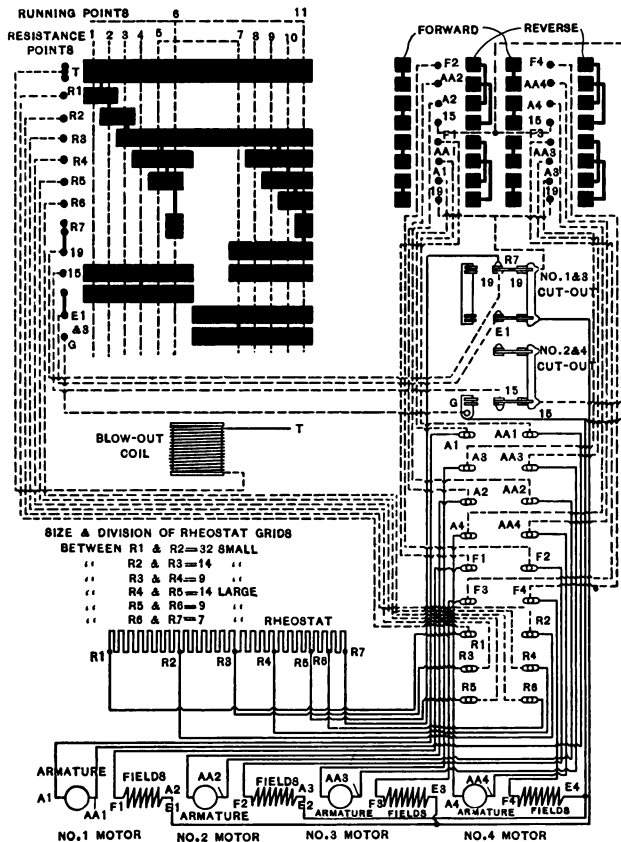 RUNNING POINTS
6
11
RESISTANCE POINTS
1 2 3 4 5 7 8 9 10
T
R1
R2
R3
R4
R5
R6
R7
19
15
E1
&3
G
FORWARD
REVERSE
F2
AA2
A2
15
F1
AA1
A1
19
F4
AA4
A4
15
F3
AA3
A3
19
R7
19
19
NO.1&3
CUT-OUT
E1
NO.2&4
CUT-OUT
15
G
15
BLOW-OUT
COIL
T
A1
AA1
A3
AA3
A2
AA2
A4
AA4
F1
F2
F3
F4
R1
R2
R3
R4
R5
R6
SIZE & DIVISION OF RHEOSTAT GRIDS
BETWEEN R1 & R2=32 SMALL
" R2 & R3=14 "
" R3 & R4=9 "
" R4 & R5=14 LARGE
" R5 & R6=9 "
" R6 & R7=7 "
RHEOSTAT
R1
R2
R3
R4
R5
R6
R7
ARMATURE
A1
AA1
F1
FIELDS
A2
E1
AA2
ARMATURE
F2
FIELDS
A3
E2
AA3
ARMATURE
F3
FIELDS
E3
A4
AA4
ARMATURE
F4
FIELDS
E4
NO.1 MOTOR
NO.2 MOTOR
NO.3 MOTOR
NO.4 MOTOR